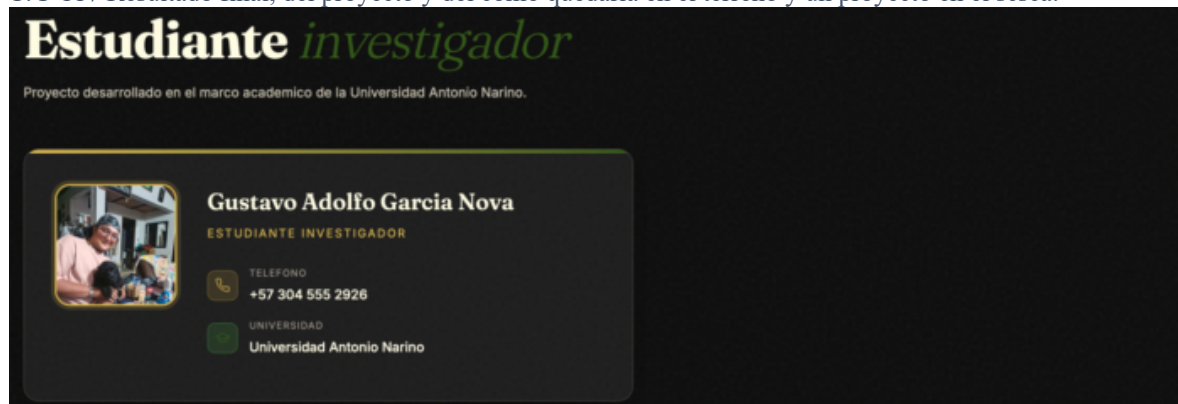 Estudiante investigador
Proyecto desarrollado en el marco academico de la Universidad Antonio Narino.
Gustavo Adolfo Garcia Nova
ESTUDIANTE INVESTIGADOR
TELEFONO
+57 304 555 2926
UNIVERSIDAD
Universidad Antonio Narino